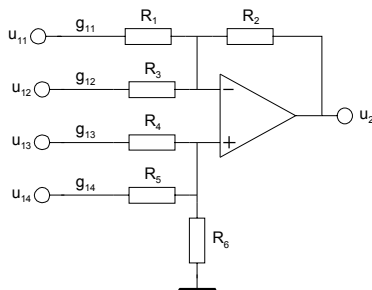 u₁₁ g₁₁ R₁ R₂
u₁₂ g₁₂ R₃ −
u₁₃ g₁₃ R₄ + u₂
u₁₄ g₁₄ R₅
R₆